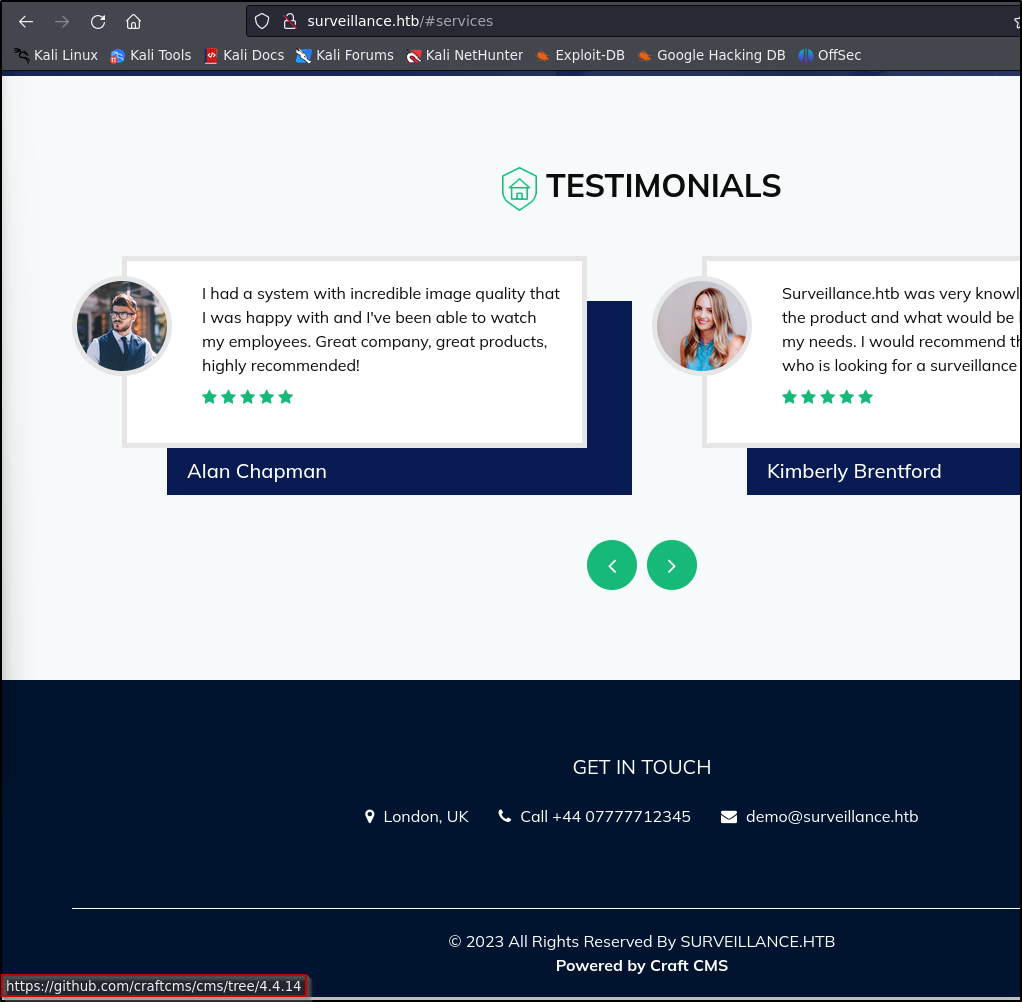 surveillance.htb/#services
Kali Linux Kali Tools Kali Docs Kali Forums Kali NetHunter Exploit-DB Google Hacking DB OffSec
TESTIMONIALS
I had a system with incredible image quality that
I was happy with and I've been able to watch
my employees. Great company, great products,
highly recommended!
Alan Chapman
Surveillance.htb was very knowl
the product and what would be
my needs. I would recommend th
who is looking for a surveillance
Kimberly Brentford
GET IN TOUCH
London, UK Call +44 07777712345 demo@surveillance.htb
© 2023 All Rights Reserved By SURVEILLANCE.HTB
Powered by Craft CMS
https://github.com/craftcms/cms/tree/4.4.14